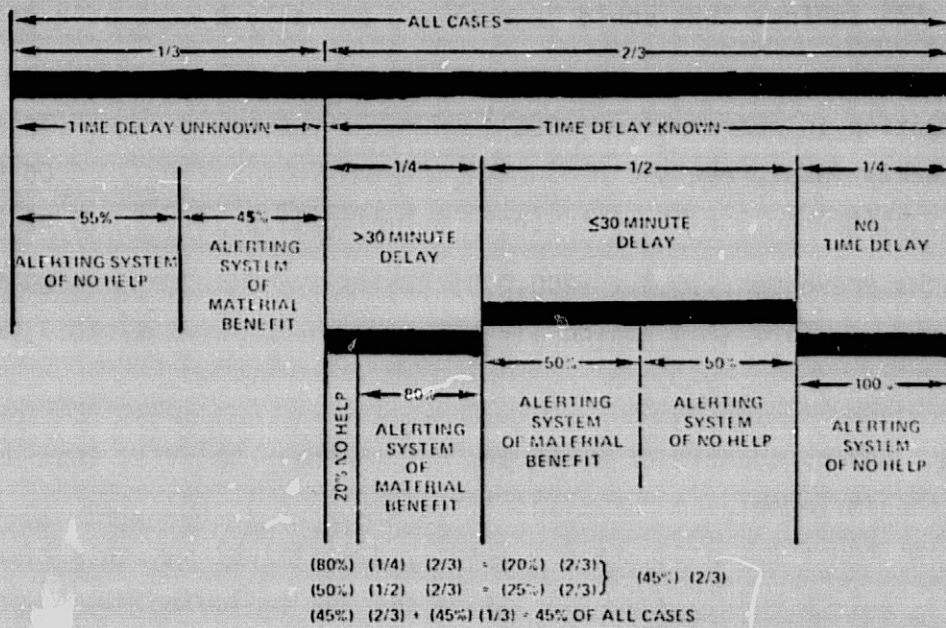 ALL CASES
1/3 2/3
TIME DELAY UNKNOWN TIME DELAY KNOWN
1/4 1/2 1/4
55% 45%
ALERTING SYSTEM
OF NO HELP
ALERTING
SYSTEM
OF
MATERIAL
BENEFIT
>30 MINUTE
DELAY
≤30 MINUTE
DELAY
NO
TIME DELAY
20% NO HELP
80%
ALERTING
SYSTEM
OF
MATERIAL
BENEFIT
50%
ALERTING
SYSTEM
OF MATERIAL
BENEFIT
50%
ALERTING
SYSTEM
OF NO HELP
100%
ALERTING
SYSTEM
OF NO HELP
(80%) (1/4) (2/3) = (20%) (2/3)
(50%) (1/2) (2/3) = (25%) (2/3)
(45%) (2/3)
(45%) (2/3) + (45%) (1/3) = 45% OF ALL CASES